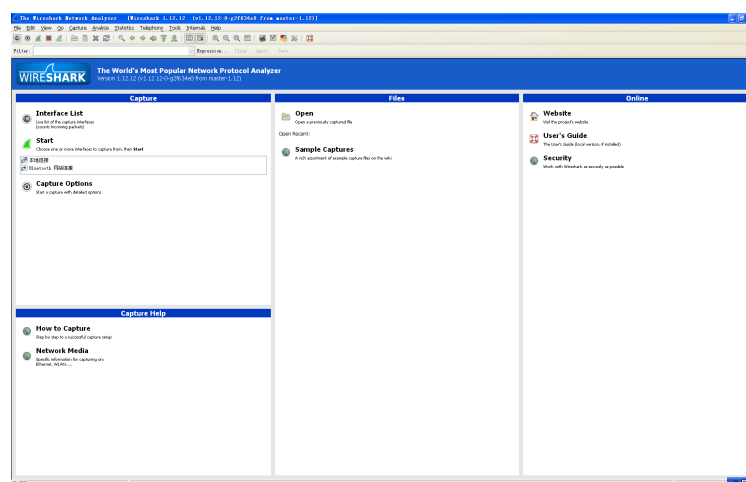 The Wireshark Network Analyzer [Wireshark 1.12.12 (v1.12.12-0-g2f634e8 from master-1.12)]
File Edit View Go Capture Analyze Statistics Telephony Tools Internals Help
Filter: Expression... Clear Apply Save
WIRESHARK
The World's Most Popular Network Protocol Analyzer
Version 1.12.12 (v1.12.12-0-g2f634e8 from master-1.12)
Capture
Interface List
Live list of the capture interfaces
(counts incoming packets)
Start
Choose one or more interfaces to capture from, then Start
本地连接
Bluetooth 网络连接
Capture Options
Start a capture with detailed options
Capture Help
How to Capture
Step by step to a successful capture setup
Network Media
Specific information for capturing on:
Ethernet, WLAN, ...
Files
Open
Open a previously captured file
Open Recent:
Sample Captures
A rich assortment of example capture files on the wiki
Online
Website
Visit the project's website
User's Guide
The User's Guide (local version, if installed)
Security
Work with Wireshark as securely as possible